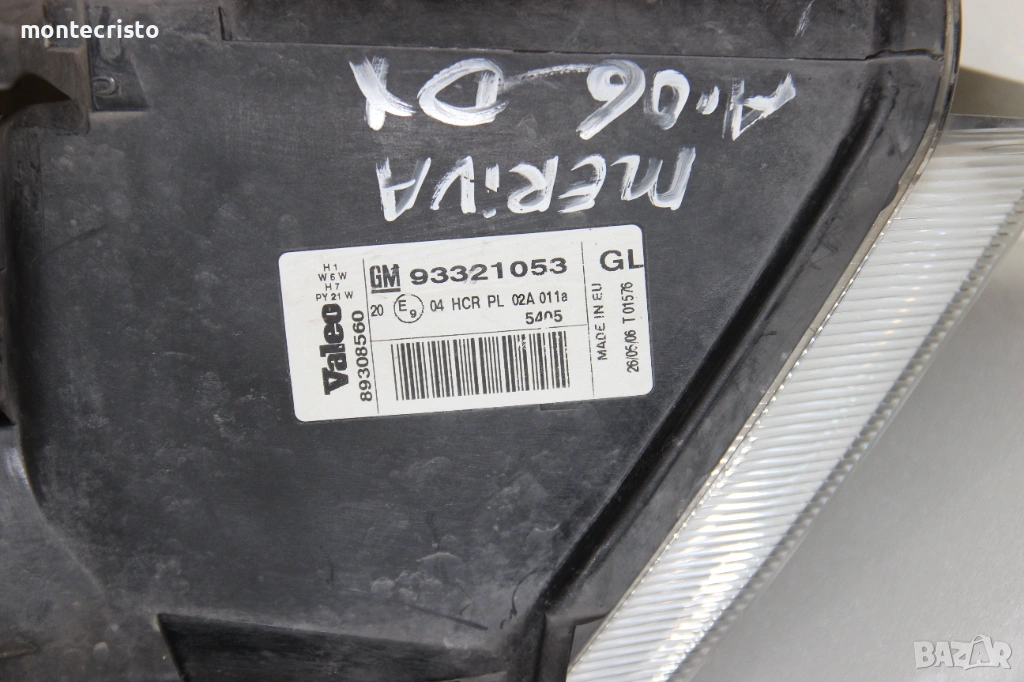 montecristo
MERIVA
A.06 DX
H1
W6W
H7
PY21W
Valeo
89308560
GM 93321053
20 E9 04 HCR PL 02A 011a
5405
GL
MADE IN EU
26/05/06 T 01576
BAZAR